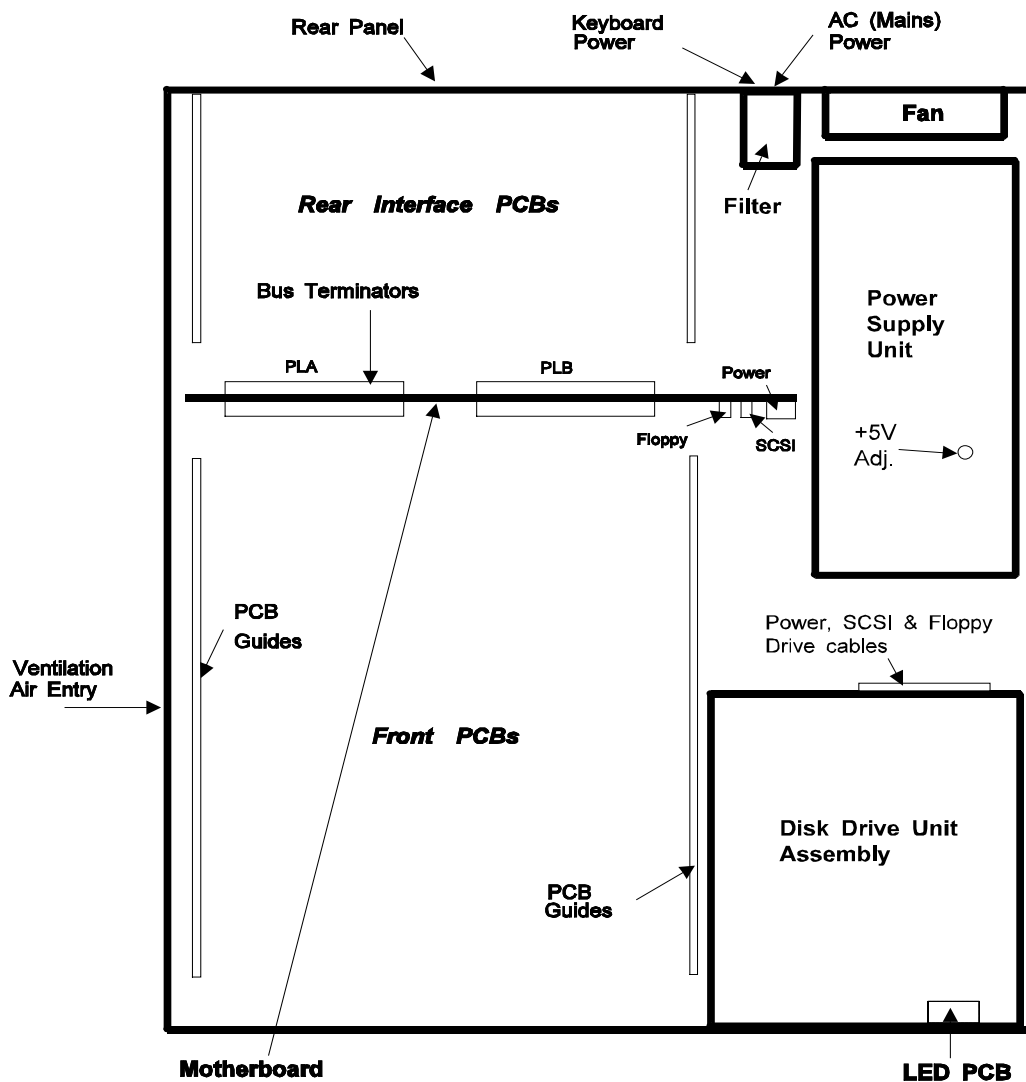 Rear Panel
Keyboard
Power
AC (Mains)
Power
Fan
Rear Interface PCBs
Filter
Bus Terminators
Power
Supply
Unit
PLA
PLB
Power
Floppy
SCSI
+5V
Adj.
PCB
Guides
Power, SCSI & Floppy
Drive cables
Ventilation
Air Entry
Front PCBs
Disk Drive Unit
Assembly
PCB
Guides
Motherboard
LED PCB